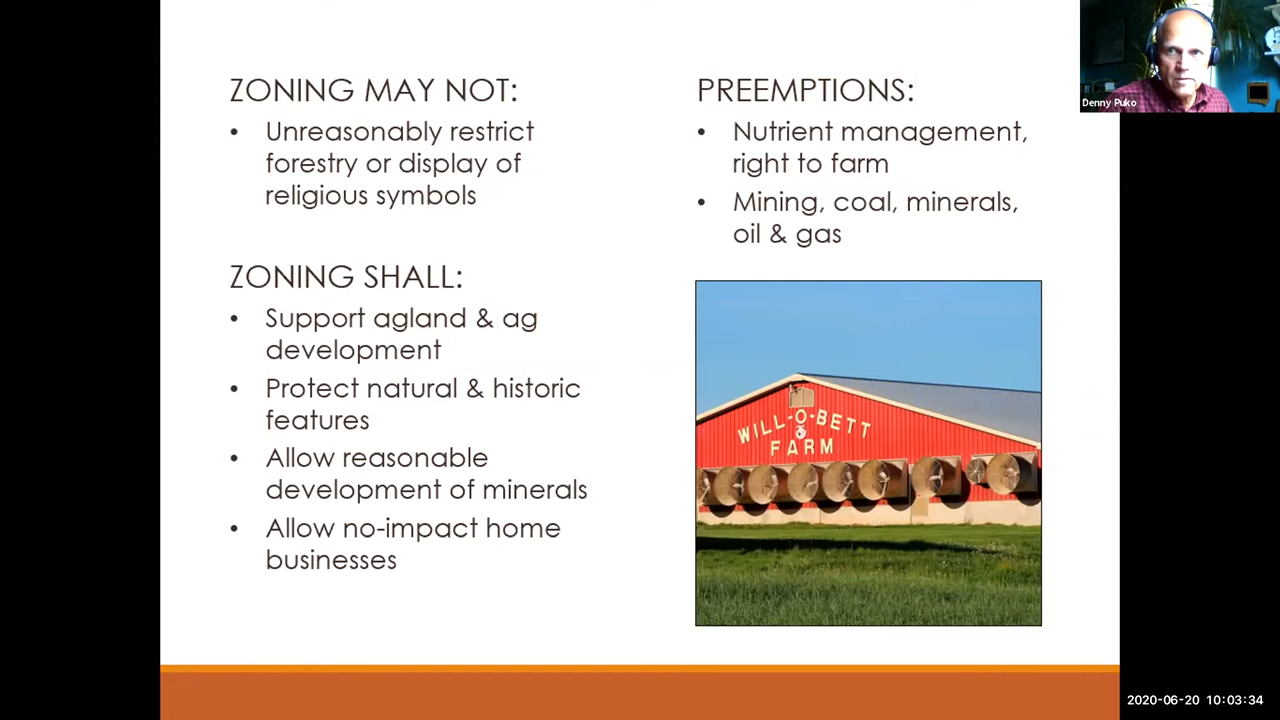 ZONING MAY NOT:
• Unreasonably restrict
forestry or display of
religious symbols
ZONING SHALL:
• Support agland & ag
development
• Protect natural & historic
features
• Allow reasonable
development of minerals
• Allow no-impact home
businesses
PREEMPTIONS:
• Nutrient management,
right to farm
• Mining, coal, minerals,
oil & gas
WILL-O-BETT
FARM
Denny Puko
2020-06-20 10:03:34